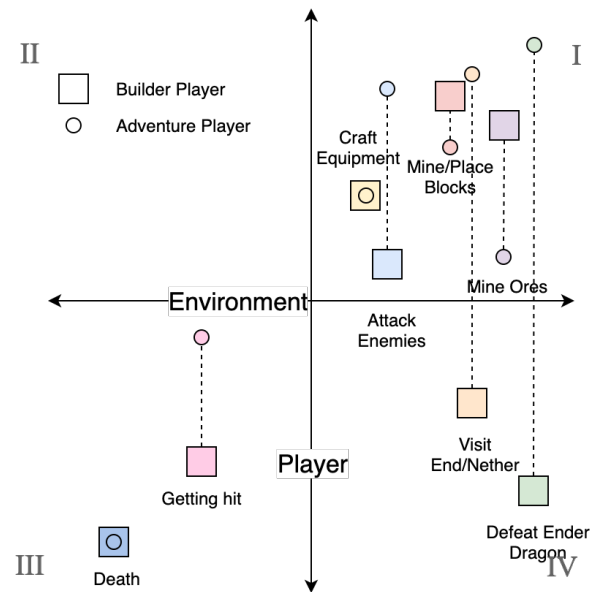 II
I
Builder Player
Adventure Player
Craft
Equipment
Mine/Place
Blocks
Mine Ores
Environment
Attack
Enemies
Visit
End/Nether
Player
Getting hit
Defeat Ender
Dragon
III
IV
Death